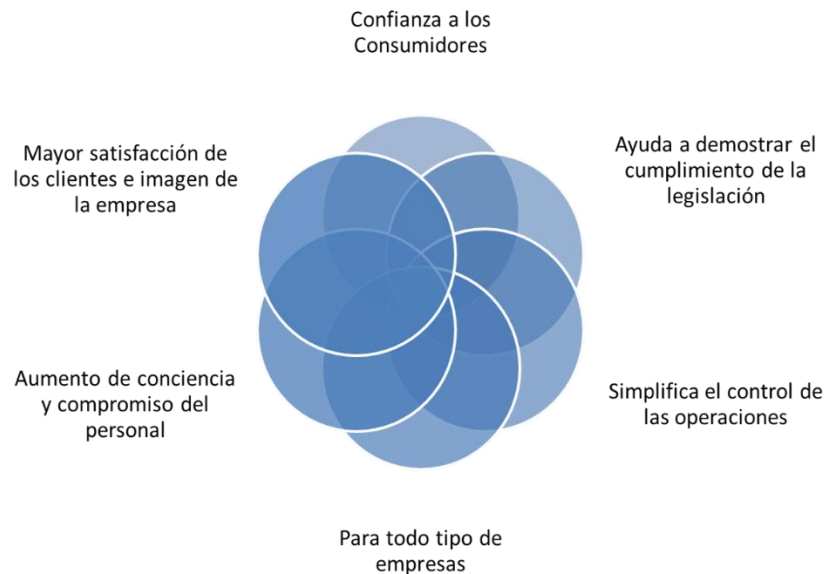 Confianza a los
Consumidores
Ayuda a demostrar el
cumplimiento de la
legislación
Simplifica el control de
las operaciones
Para todo tipo de
empresas
Aumento de conciencia
y compromiso del
personal
Mayor satisfacción de
los clientes e imagen de
la empresa